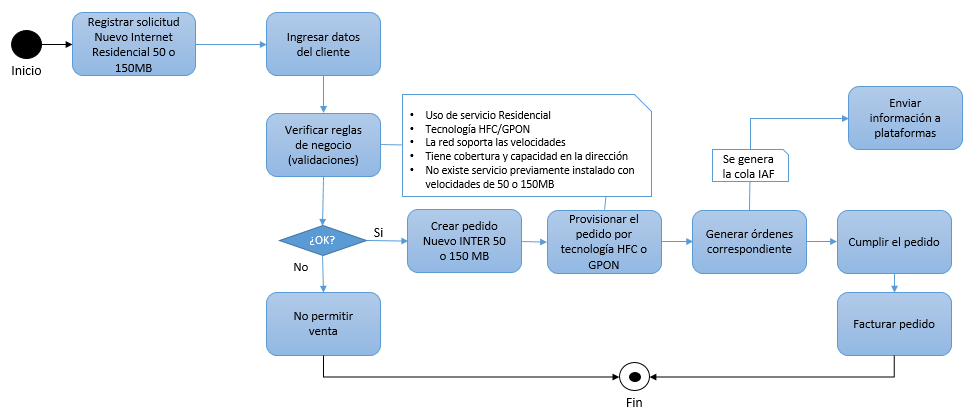 Registrar solicitud
Nuevo Internet
Residencial 50 o
150MB
Inicio
Ingresar datos
del cliente
Verificar reglas
de negocio
(validaciones)
• Uso de servicio Residencial
• Tecnología HFC/GPON
• La red soporta las velocidades
• Tiene cobertura y capacidad en la dirección
• No existe servicio previamente instalado con
velocidades de 50 o 150MB
Enviar
información a
plataformas
Se genera
la cola IAF
¿OK?
Si
No
Crear pedido
Nuevo INTER 50
o 150 MB
Provisionar el
pedido por
tecnología HFC o
GPON
Generar órdenes
correspondiente
Cumplir el pedido
No permitir
venta
Facturar pedido
Fin